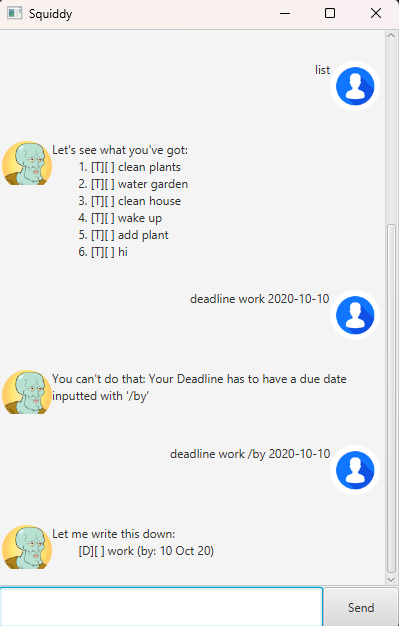 Squiddy
list
Let's see what you've got:
1. [T][ ] clean plants
2. [T][ ] water garden
3. [T][ ] clean house
4. [T][ ] wake up
5. [T][ ] add plant
6. [T][ ] hi
deadline work 2020-10-10
You can't do that: Your Deadline has to have a due date
inputted with '/by'
deadline work /by 2020-10-10
Let me write this down:
[D][ ] work (by: 10 Oct 20)
Send